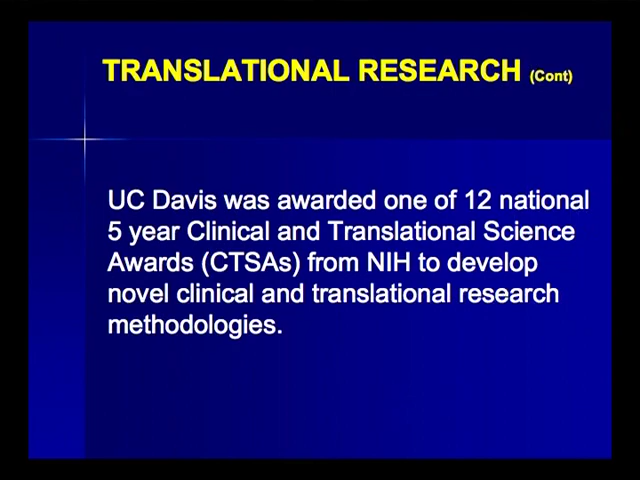 TRANSLATIONAL RESEARCH (Cont)
UC Davis was awarded one of 12 national
5 year Clinical and Translational Science
Awards (CTSAs) from NIH to develop
novel clinical and translational research
methodologies.